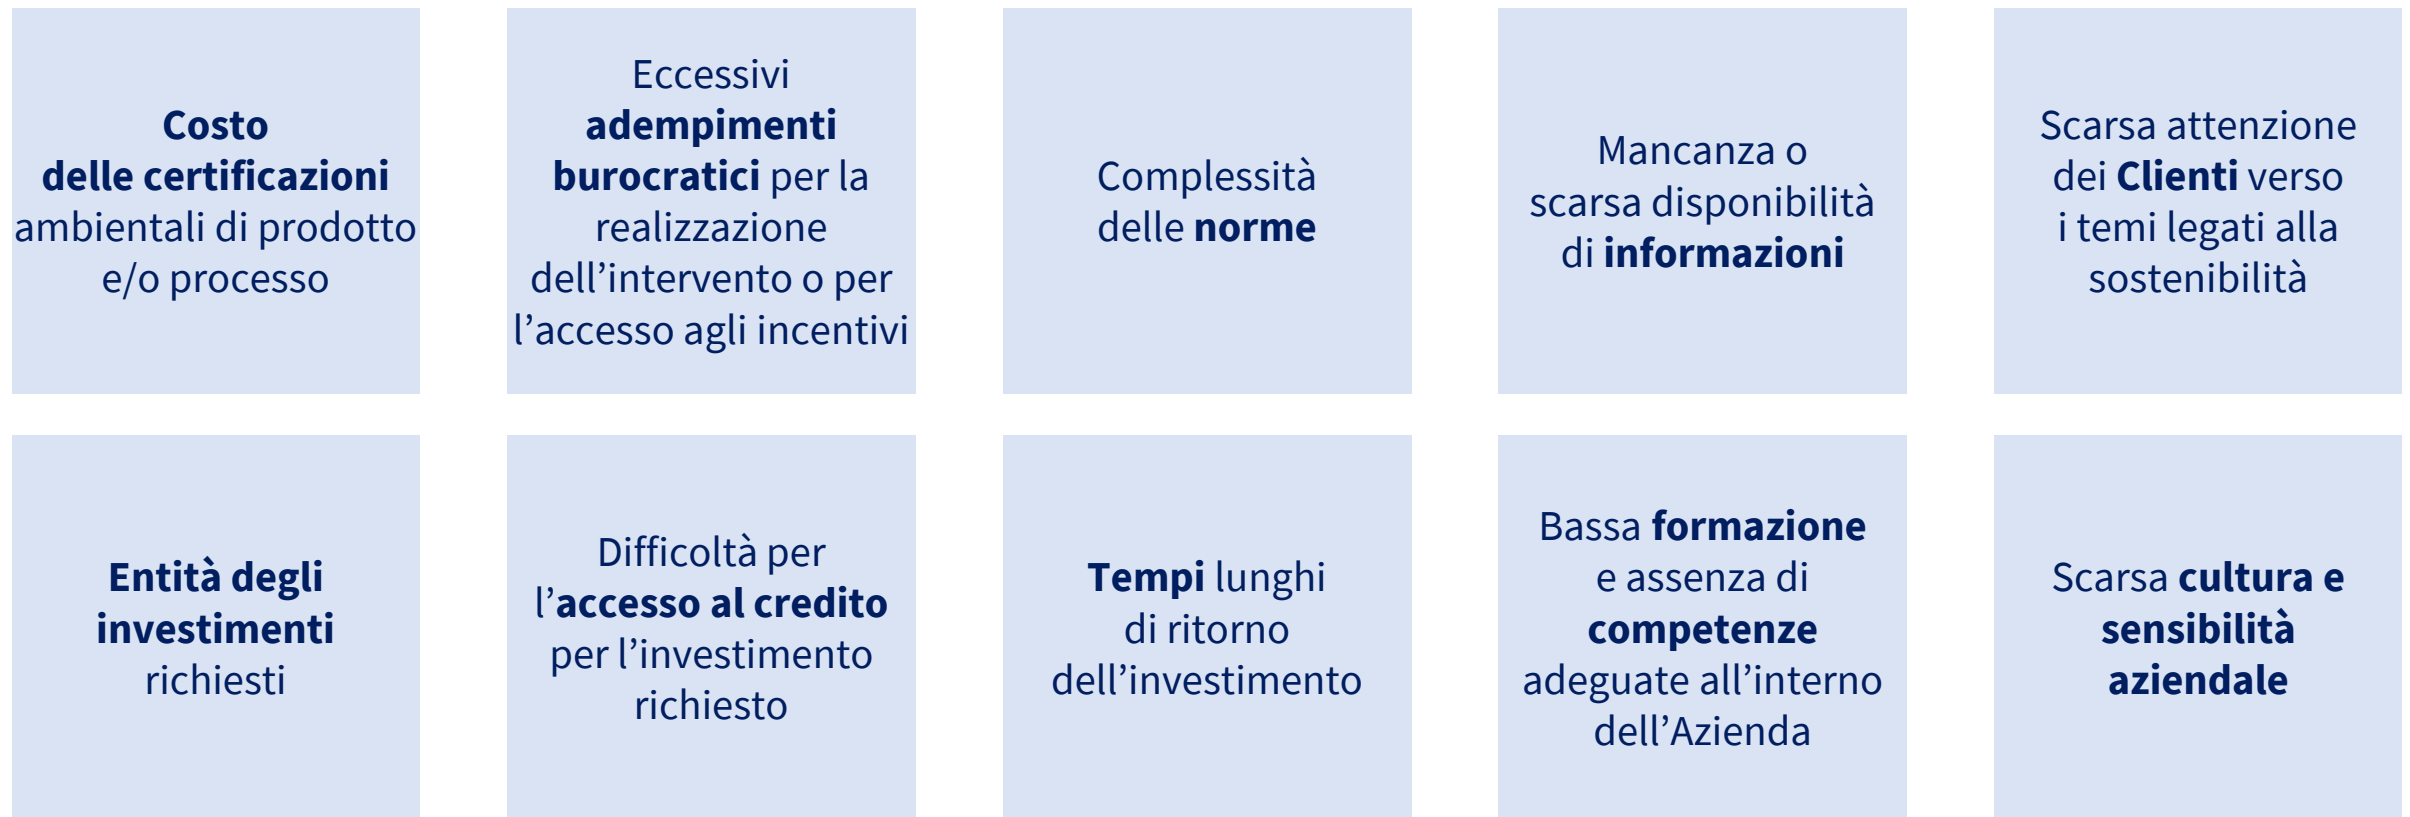 Costo
delle certificazioni
ambientali di prodotto
e/o processo
Eccessivi
adempimenti
burocratici per la
realizzazione
dell’intervento o per
l’accesso agli incentivi
Complessità
delle norme
Mancanza o
scarsa disponibilità
di informazioni
Scarsa attenzione
dei Clienti verso
i temi legati alla
sostenibilità
Entità degli
investimenti
richiesti
Difficoltà per
l’accesso al credito
per l’investimento
richiesto
Tempi lunghi
di ritorno
dell’investimento
Bassa formazione
e assenza di
competenze
adeguate all’interno
dell’Azienda
Scarsa cultura e
sensibilità
aziendale